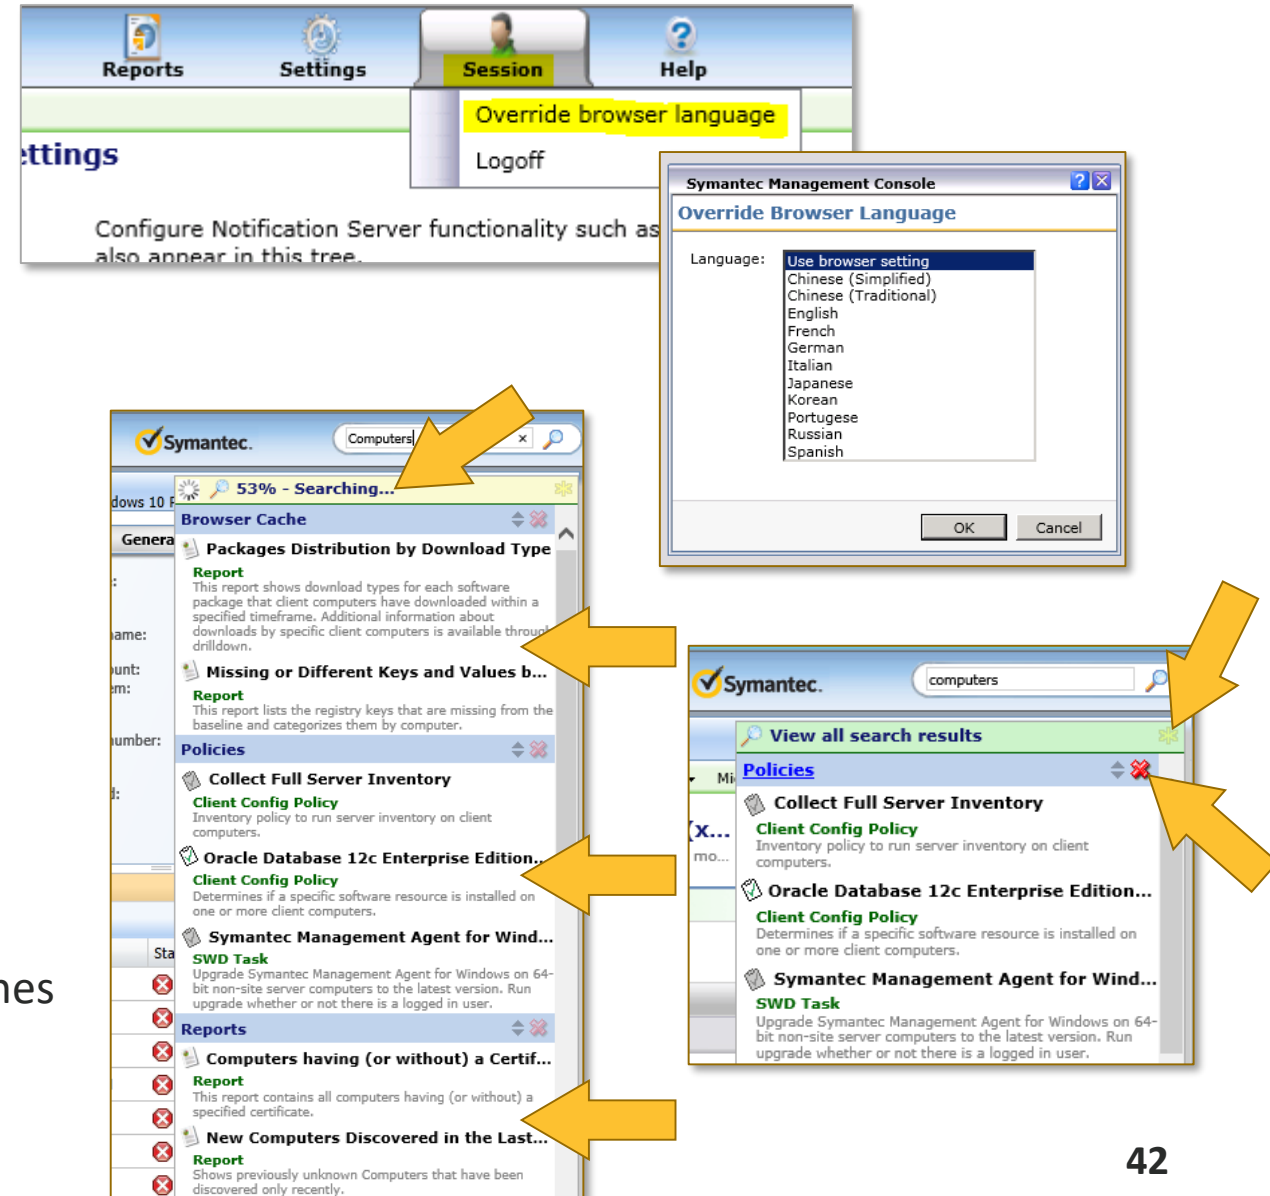 Reports Settings Session Help
Override browser language
Logoff
ettings
Configure Notification Server functionality such as
also appear in this tree.
Symantec Management Console
Override Browser Language
Language:
Use browser setting
Chinese (Simplified)
Chinese (Traditional)
English
French
German
Italian
Japanese
Korean
Portugese
Russian
Spanish
OK Cancel
Symantec.
Computers
53% - Searching...
dows 10 P
Genera
Browser Cache
Packages Distribution by Download Type
Report
This report shows download types for each software
package that client computers have downloaded within a
specified timeframe. Additional information about
downloads by specific client computers is available through
drilldown.
ame:
Missing or Different Keys and Values b...
ount:
em:
Report
This report lists the registry keys that are missing from the
baseline and categorizes them by computer.
umber:
Policies
Collect Full Server Inventory
d:
Client Config Policy
Inventory policy to run server inventory on client
computers.
Oracle Database 12c Enterprise Edition...
Client Config Policy
Determines if a specific software resource is installed on
one or more client computers.
Symantec Management Agent for Wind...
Sta
SWD Task
Upgrade Symantec Management Agent for Windows on 64-
bit non-site server computers to the latest version. Run
upgrade whether or not there is a logged in user.
nes
Reports
Computers having (or without) a Certif...
Report
This report contains all computers having (or without) a
specified certificate.
New Computers Discovered in the Last...
Report
Shows previously unknown Computers that have been
discovered only recently.
Symantec.
computers
View all search results
Mi
Policies
Collect Full Server Inventory
(x...
mo...
Client Config Policy
Inventory policy to run server inventory on client
computers.
Oracle Database 12c Enterprise Edition...
Client Config Policy
Determines if a specific software resource is installed on
one or more client computers.
Symantec Management Agent for Wind...
SWD Task
Upgrade Symantec Management Agent for Windows on 64-
bit non-site server computers to the latest version. Run
upgrade whether or not there is a logged in user.
42